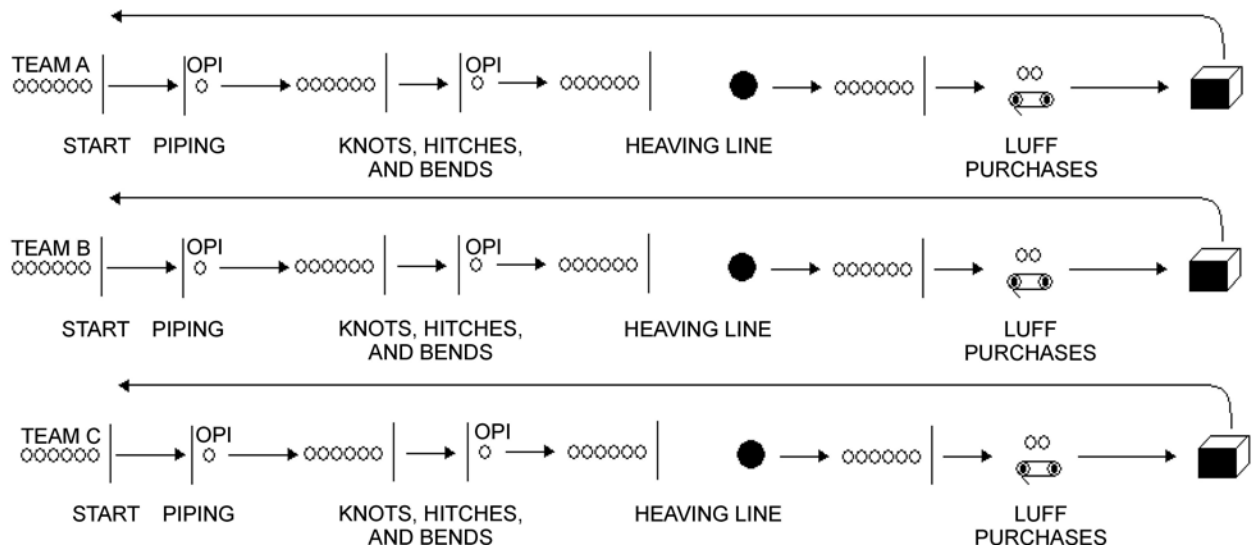 TEAM A
OPI
OPI
START PIPING KNOTS, HITCHES, HEAVING LINE LUFF
AND BENDS PURCHASES
TEAM B
OPI
OPI
START PIPING KNOTS, HITCHES, HEAVING LINE LUFF
AND BENDS PURCHASES
TEAM C
OPI
OPI
START PIPING KNOTS, HITCHES, HEAVING LINE LUFF
AND BENDS PURCHASES